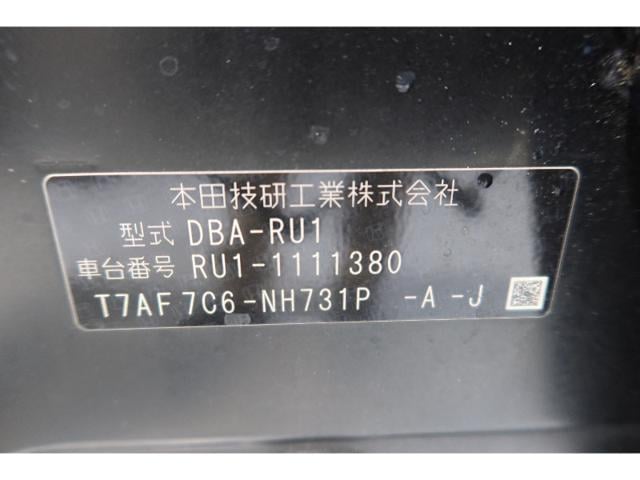 本田技研工業株式会社
型式 DBA-RU1
車台番号 RU1-1111380
T7AF 7C6-NH731P -A -J